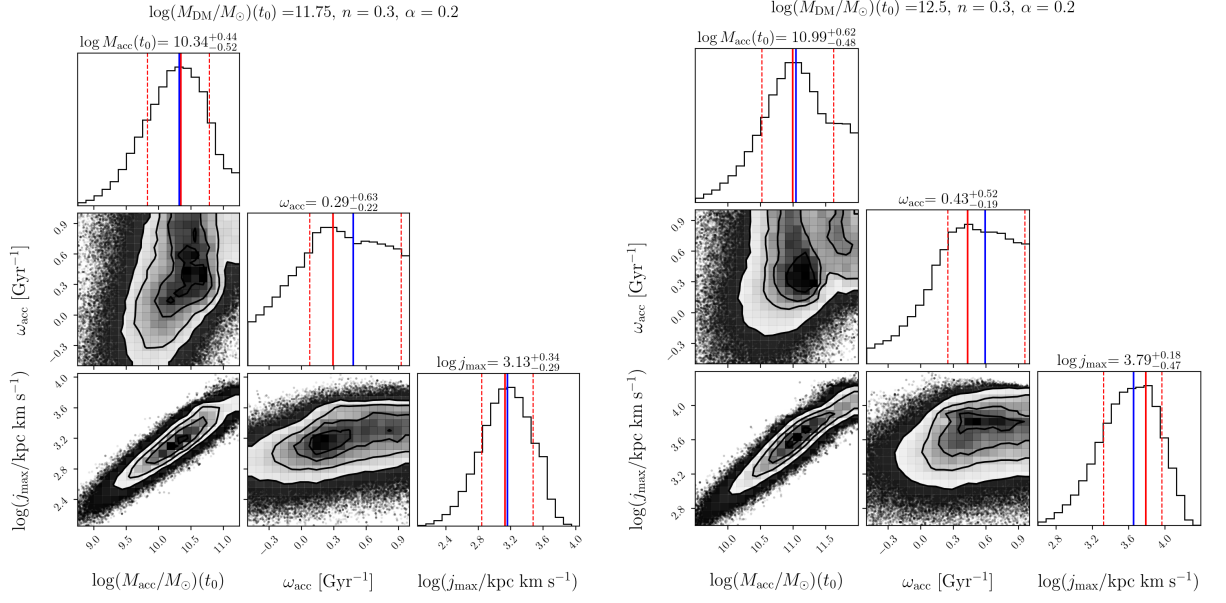 log(M_DM/M_⊙)(t_0) =11.75, n = 0.3, α = 0.2
log M_acc(t_0)= 10.34^{+0.44}_{−0.52}
ω_acc= 0.29^{+0.63}_{−0.22}
0.9
0.6
0.3
0.0
−0.3
ω_acc [Gyr^{−1}]
log j_max= 3.13^{+0.34}_{−0.29}
4.0
3.6
3.2
2.8
2.4
log(j_max/kpc km s^{−1})
9.0 9.5 10.0 10.5 11.0
−0.3 0.0 0.3 0.6 0.9
2.4 2.8 3.2 3.6 4.0
log(M_acc/M_⊙)(t_0)
ω_acc [Gyr^{−1}]
log(j_max/kpc km s^{−1})
log(M_DM/M_⊙)(t_0) =12.5, n = 0.3, α = 0.2
log M_acc(t_0)= 10.99^{+0.62}_{−0.48}
ω_acc= 0.43^{+0.52}_{−0.19}
0.9
0.6
0.3
0.0
−0.3
ω_acc [Gyr^{−1}]
log j_max= 3.79^{+0.18}_{−0.47}
4.0
3.6
3.2
2.8
log(j_max/kpc km s^{−1})
10.0 10.5 11.0 11.5
−0.3 0.0 0.3 0.6 0.9
2.8 3.2 3.6 4.0
log(M_acc/M_⊙)(t_0)
ω_acc [Gyr^{−1}]
log(j_max/kpc km s^{−1})